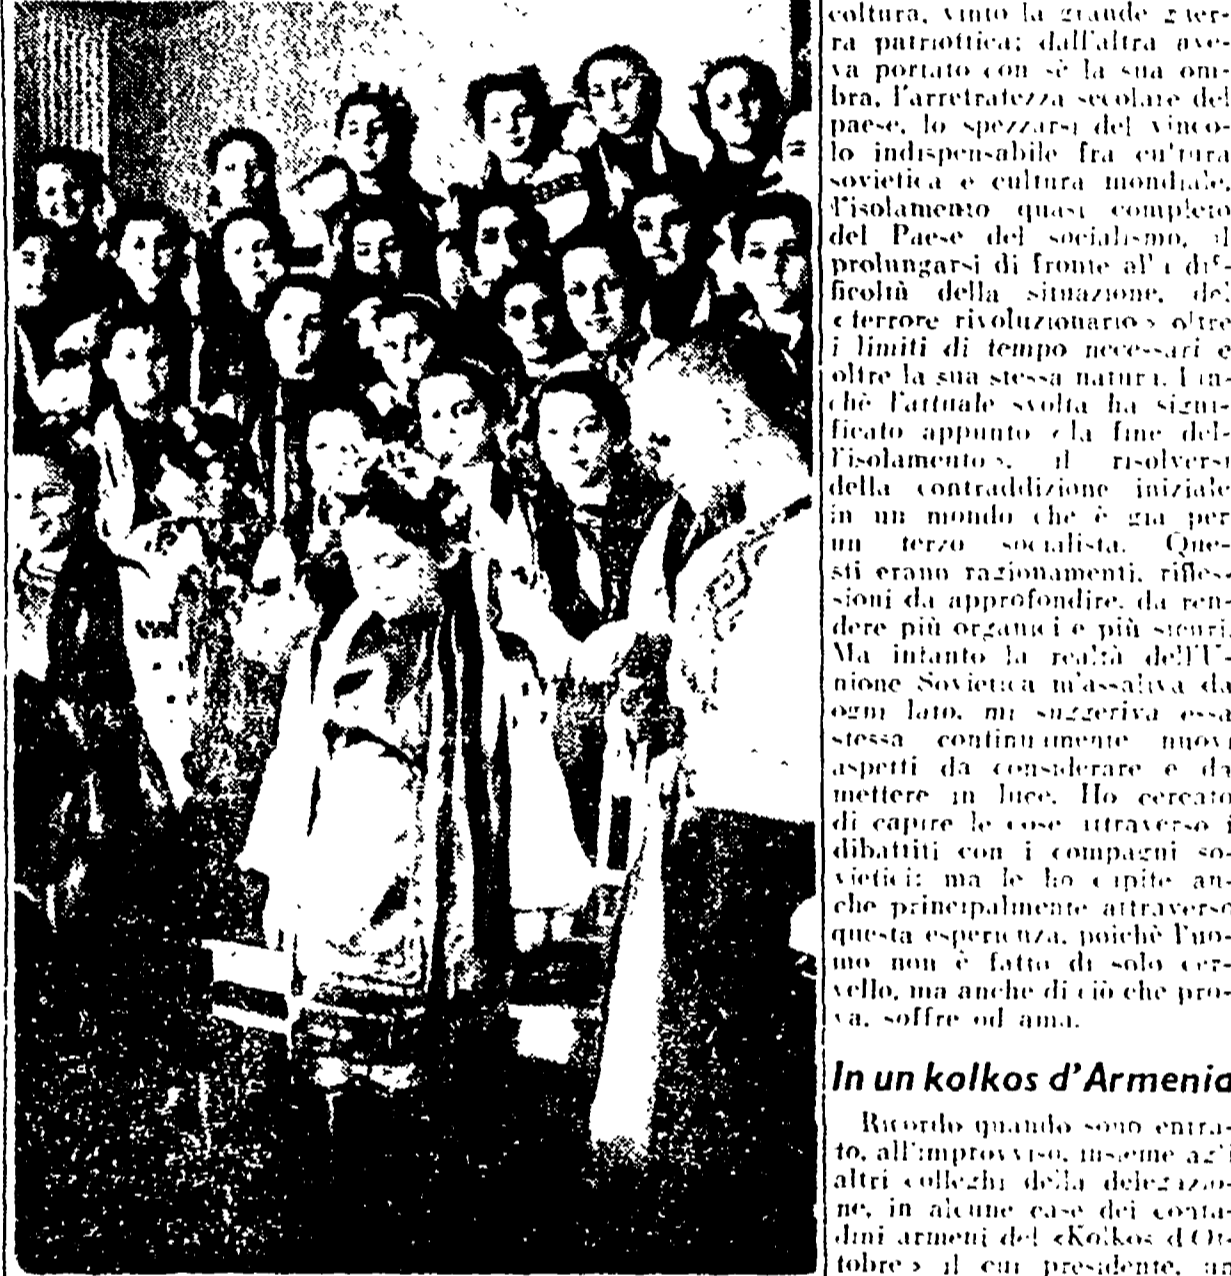 coltura, vinto la grande guer-
ra patriottica; dall'altra ave-
va portato con sè la sua om-
bra, l'arretratezza secolare del
paese, lo spezzarsi del vinco-
lo indispensabile fra cultura
sovietica e cultura mondiale,
l'isolamento quasi completo
del Paese del socialismo, il
prolungarsi di fronte alle dif-
ficoltà della situazione, del
«terrore rivoluzionario» oltre
i limiti di tempo necessari e
oltre la sua stessa natura.
chè l'attuale svolta ha signi-
ficato appunto «la fine del-
l'isolamento», il risolversi
della contraddizione iniziale
in un mondo che è già per
un terzo socialista. Que-
sti erano ragionamenti, rifles-
sioni da approfondire, da ren-
dere più organici e più sicuri.
Ma intanto la realtà dell'U-
nione Sovietica m'assaliva da
ogni lato, mi suggeriva essa
stessa continuamente nuovi
aspetti da considerare e da
mettere in luce. Ho cercato
di capire le cose attraverso i
dibattiti con i compagni so-
vietici; ma le ho capite an-
che principalmente attraverso
questa esperienza, poichè l'uo-
mo non è fatto di solo cer-
vello, ma anche di ciò che pro-
va, soffre od ama.
In un kolkos d'Armenia
Ricordo quando sono entra-
to, all'improvviso, insieme agli
altri colleghi della delegazio-
ne, in alcune case dei conta-
dini armeni del «Kolkos d'Ot-
tobre» il cui presidente, un